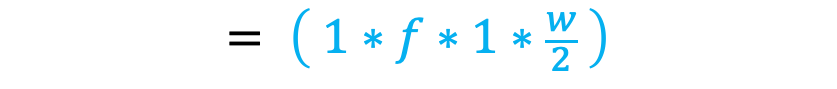 = ( 1 * f * 1 * w/2 )